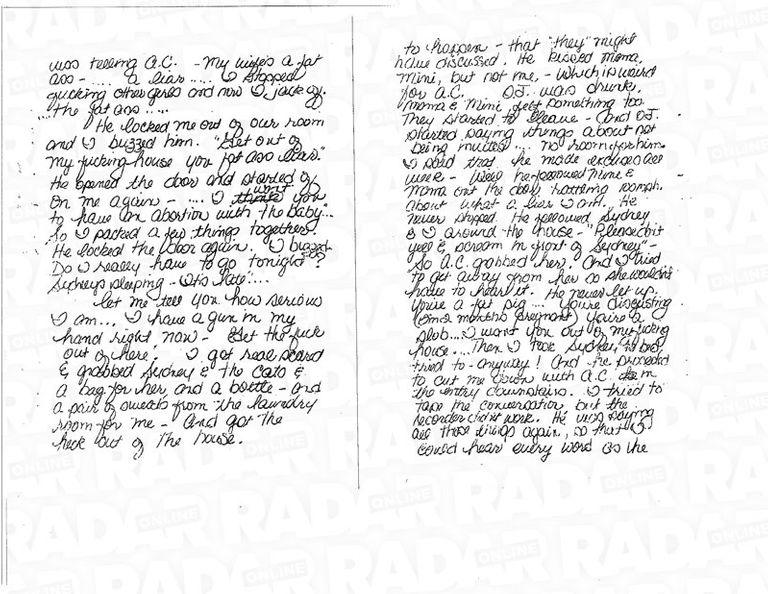 was telling A.C. - My wife's a fat
ass - .... a liar ..... I stopped
fucking other girls and now I jack off.
....The fat ass.....
He locked me out of our room
and I buzzed him. "Get out of
my fucking house you fat ass liar."
He opened the door and started off
on me again - .... I want you
to have an abortion with the baby...
So I packed a few things together.
He locked the door again. I buzzed -
Do I really have to go tonight?
Sydney's sleeping - it's late"....
let me tell you how serious
I am... I have a gun in my
hand right now - Get the fuck
out of here. I got real scared
& grabbed Sydney & the cats &
a bag for her and a bottle - and
a pair of sweats from the laundry
room for me - And got the
heck out of the house.
to happen - that "they" might
have discussed. He kissed Mama,
Mini, but not me, - which is weird
for A.C. O.J. was drunk.
Mama & Mini felt something too
They started to leave - and O.J.
started saying things about not
being invited.... no room for him.
I said that he made excuses all
week - Well he followed Mini &
Mama out the door, rattling
about what a liar I am. He
never stopped. He followed Sydney
& I around the house - "Please don't
yell & scream in front of Sydney" -
So A.C. grabbed her. And I tried
to get away from her so she wouldn't
have to hear it. He never let up.
You're a fat pig.... You're disgusting
months pregnant) You're a
slob... I want you out of my fucking
house.... Then I took Sydney to bed
tried to - anyway! And he proceeded
to cut me down with A.C. in
the entry downstairs. I tried to
tape the conversation but the
recorder didn't work. He was saying
all those things again, so that I
could hear every word as the
RADAR
ONLINE